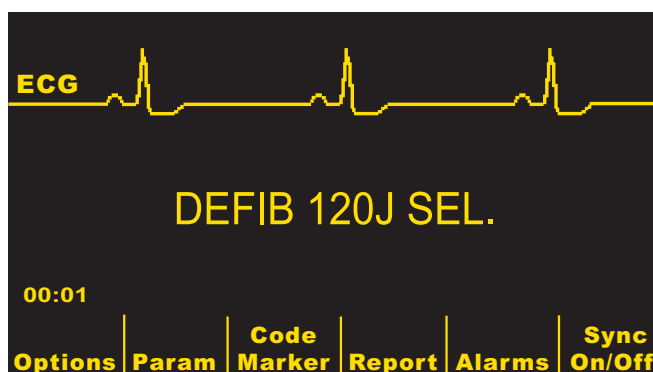 ECG
DEFIB 120J SEL.
00:01
Code Sync
Options Param Marker Report Alarms On/Off